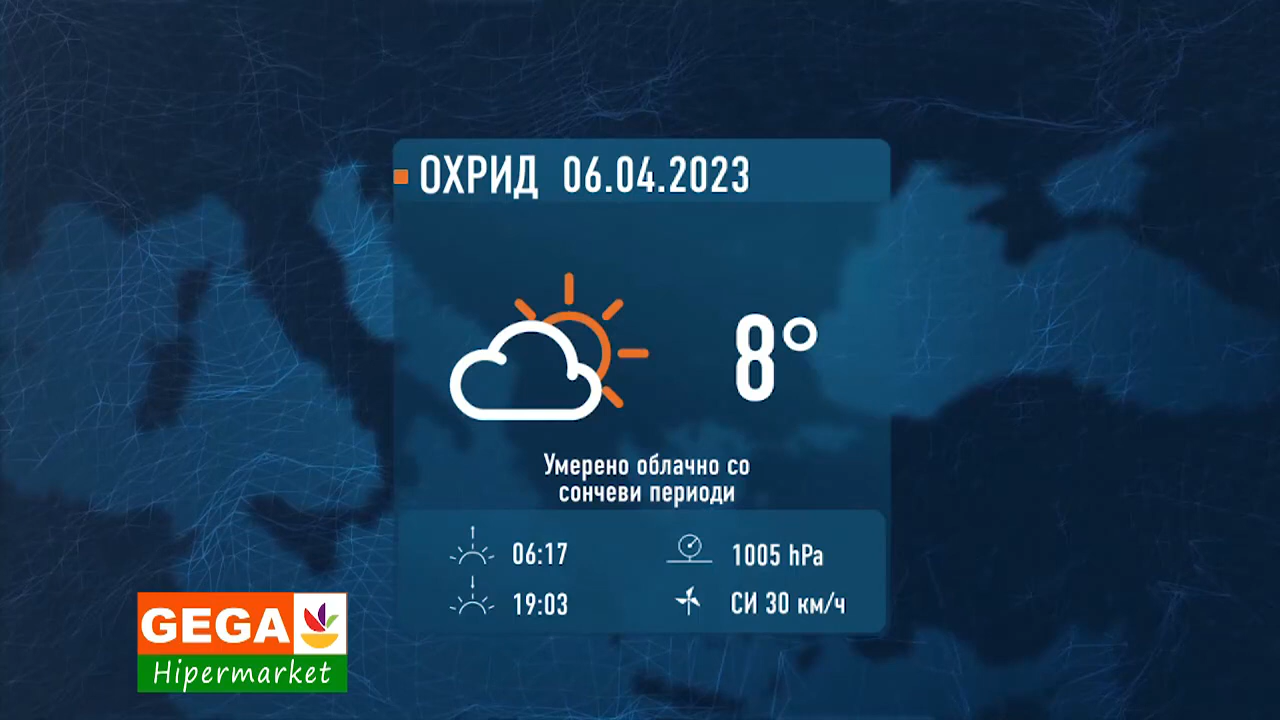 ОХРИД 06.04.2023
8°
Умерено облачно со
сончеви периоди
06:17
1005 hPa
19:03
СИ 30 км/ч
GEGA
Hipermarket